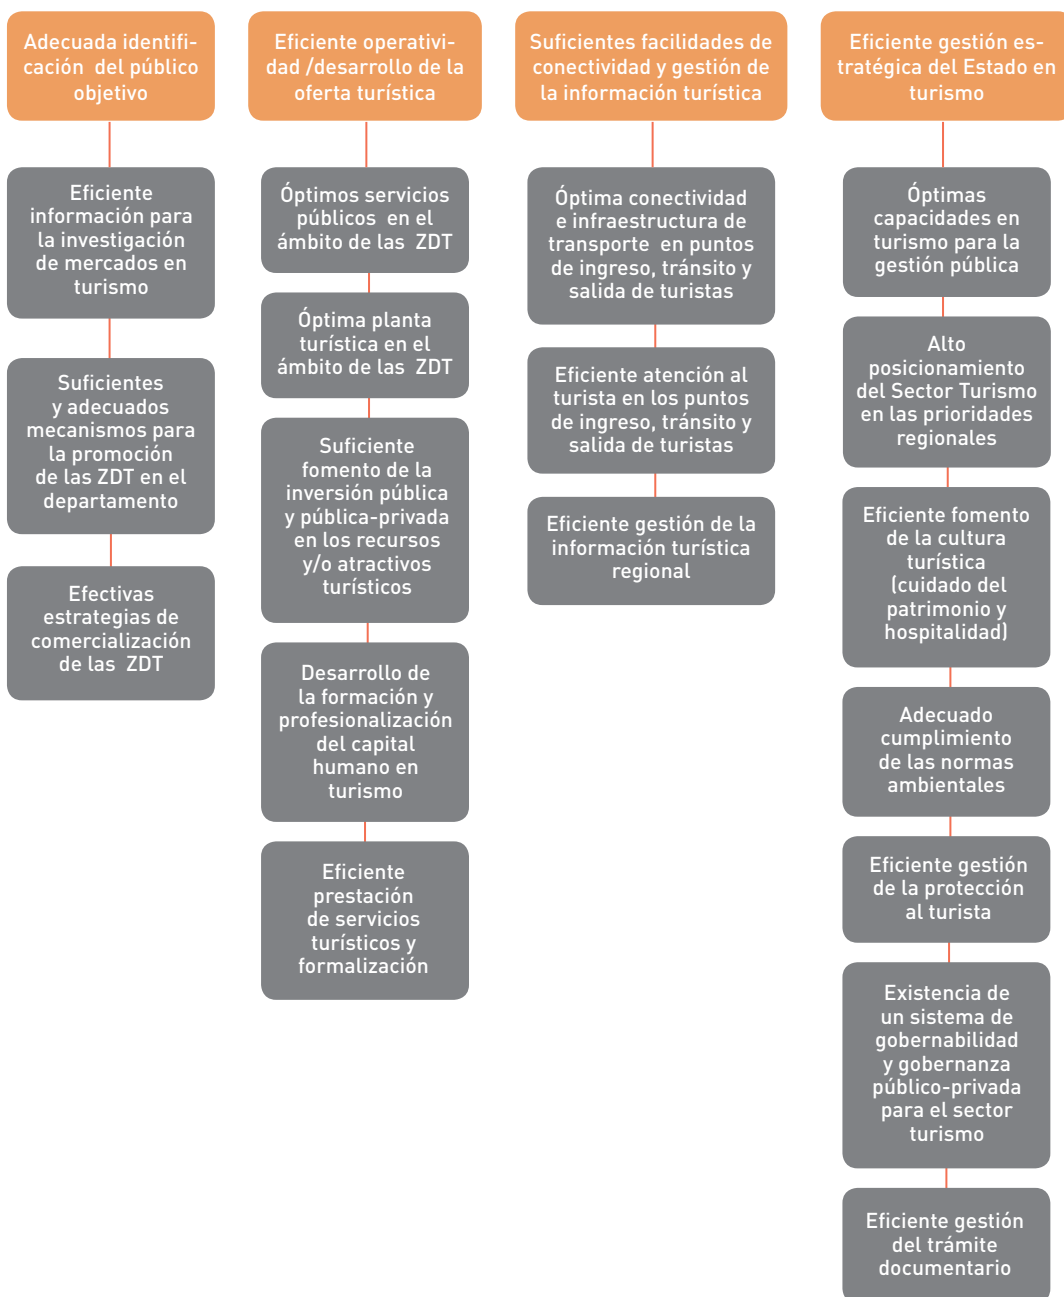 Adecuada identifi-
cación del público
objetivo
Eficiente
información para
la investigación
de mercados en
turismo
Suficientes
y adecuados
mecanismos para
la promoción
de las ZDT en el
departamento
Efectivas
estrategias de
comercialización
de las ZDT
Eficiente operativi-
dad /desarrollo de la
oferta turística
Óptimos servicios
públicos en el
ámbito de las ZDT
Óptima planta
turística en el
ámbito de las ZDT
Suficiente
fomento de la
inversión pública
y pública-privada
en los recursos
y/o atractivos
turísticos
Desarrollo de
la formación y
profesionalización
del capital
humano en
turismo
Eficiente
prestación
de servicios
turísticos y
formalización
Suficientes facilidades de
conectividad y gestión de
la información turística
Óptima conectividad
e infraestructura de
transporte en puntos
de ingreso, tránsito y
salida de turistas
Eficiente atención al
turista en los puntos
de ingreso, tránsito y
salida de turistas
Eficiente gestión de la
información turística
regional
Eficiente gestión es-
tratégica del Estado en
turismo
Óptimas
capacidades en
turismo para la
gestión pública
Alto
posicionamiento
del Sector Turismo
en las prioridades
regionales
Eficiente fomento
de la cultura
turística
(cuidado del
patrimonio y
hospitalidad)
Adecuado
cumplimiento
de las normas
ambientales
Eficiente gestión
de la protección
al turista
Existencia de
un sistema de
gobernabilidad
y gobernanza
público-privada
para el sector
turismo
Eficiente gestión
del trámite
documentario